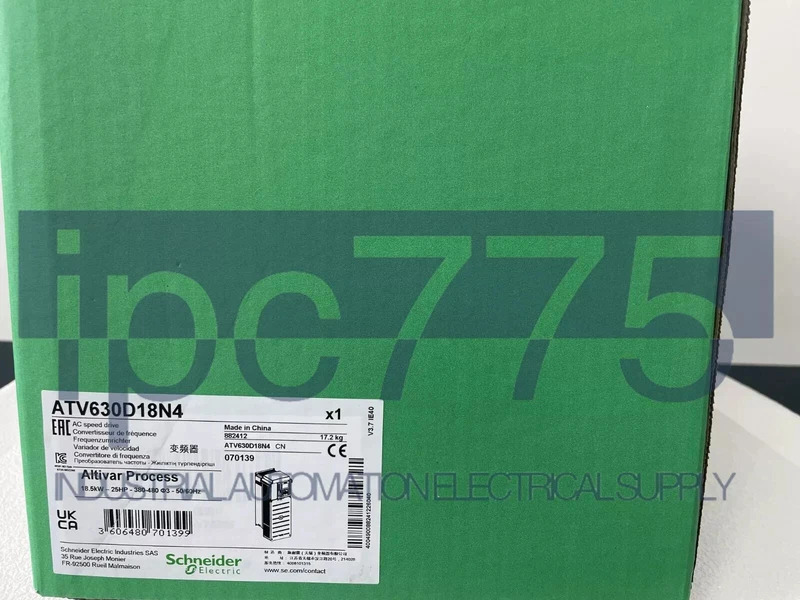 ipc775
ATV630D18N4
x1
EAC
AC speed drive
Convertisseur de fréquence
Frequenzumrichter
Variador de velocidad
Convertitore di frequenza
变频器
Made in China
882412 17.2 kg
ATV630D18N4 CN
070139
CE
V3.7 IE40
Altivar Process
18.5kW - 25HP - 380-480 Φ3 - 50/60Hz
INDUSTRIAL AUTOMATION ELECTRICAL SUPPLY
UK
CA
3 606480 701399
Schneider Electric Industries SAS
35 Rue Joseph Monier
FR-92500 Rueil Malmaison
Schneider
Electric
www.se.com/contact